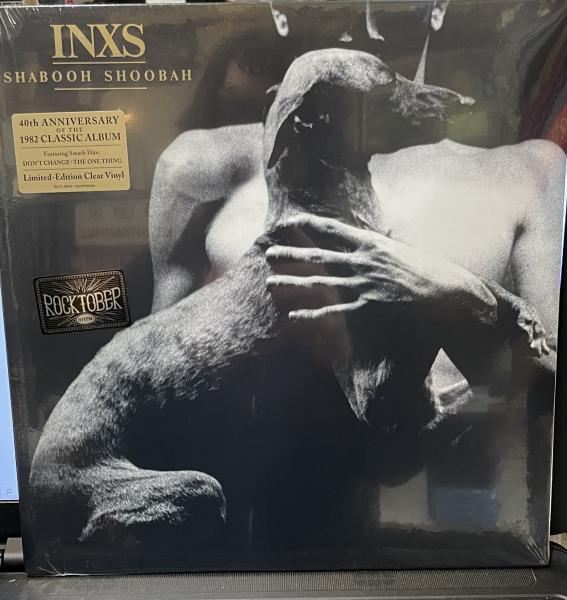 INXS
SHABOOH SHOOBAH
40th ANNIVERSARY
OF THE
1982 CLASSIC ALBUM
Featuring Smash Hits:
DON'T CHANGE • THE ONE THING
Limited-Edition Clear Vinyl
ROCKTOBER